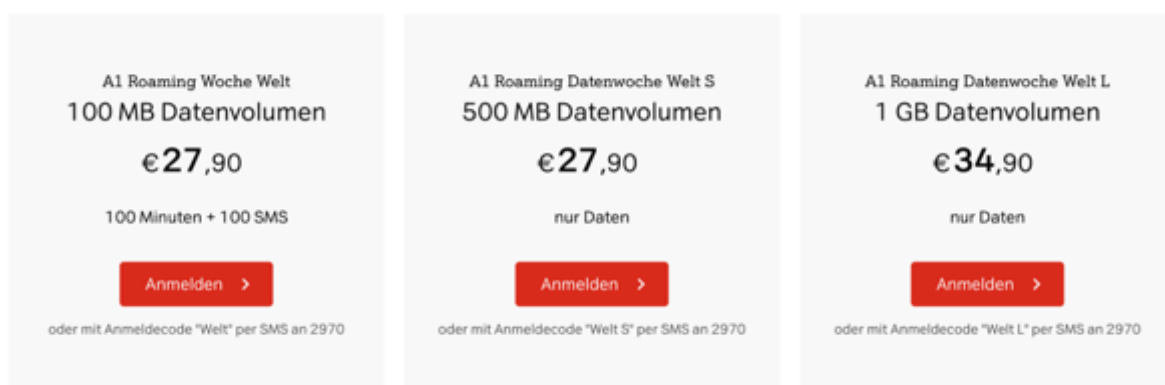 A1 Roaming Woche Welt
100 MB Datenvolumen
€27,90
100 Minuten + 100 SMS
Anmelden >
oder mit Anmeldecode "Welt" per SMS an 2970
A1 Roaming Datenwoche Welt S
500 MB Datenvolumen
€27,90
nur Daten
Anmelden >
oder mit Anmeldecode "Welt S" per SMS an 2970
A1 Roaming Datenwoche Welt L
1 GB Datenvolumen
€34,90
nur Daten
Anmelden >
oder mit Anmeldecode "Welt L" per SMS an 2970